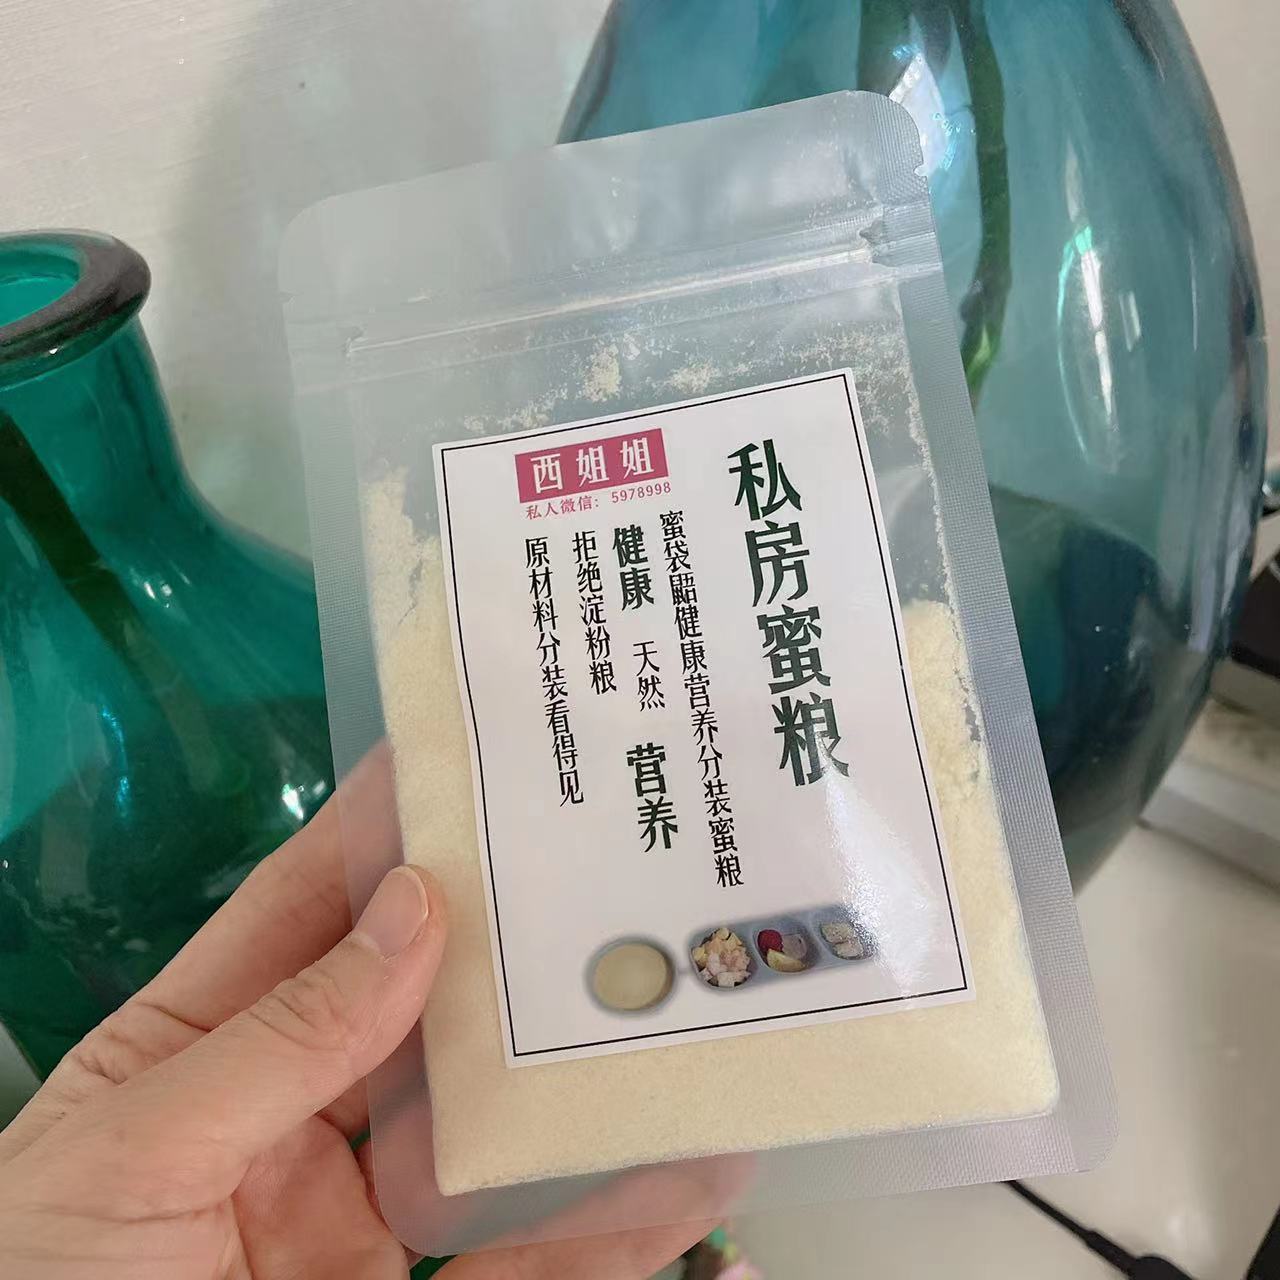 私房蜜粮
西姐姐
私人微信：5978998
蜜袋鼯健康营养分装蜜粮
健康 天然 营养
拒绝淀粉粮
原材料分装看得见